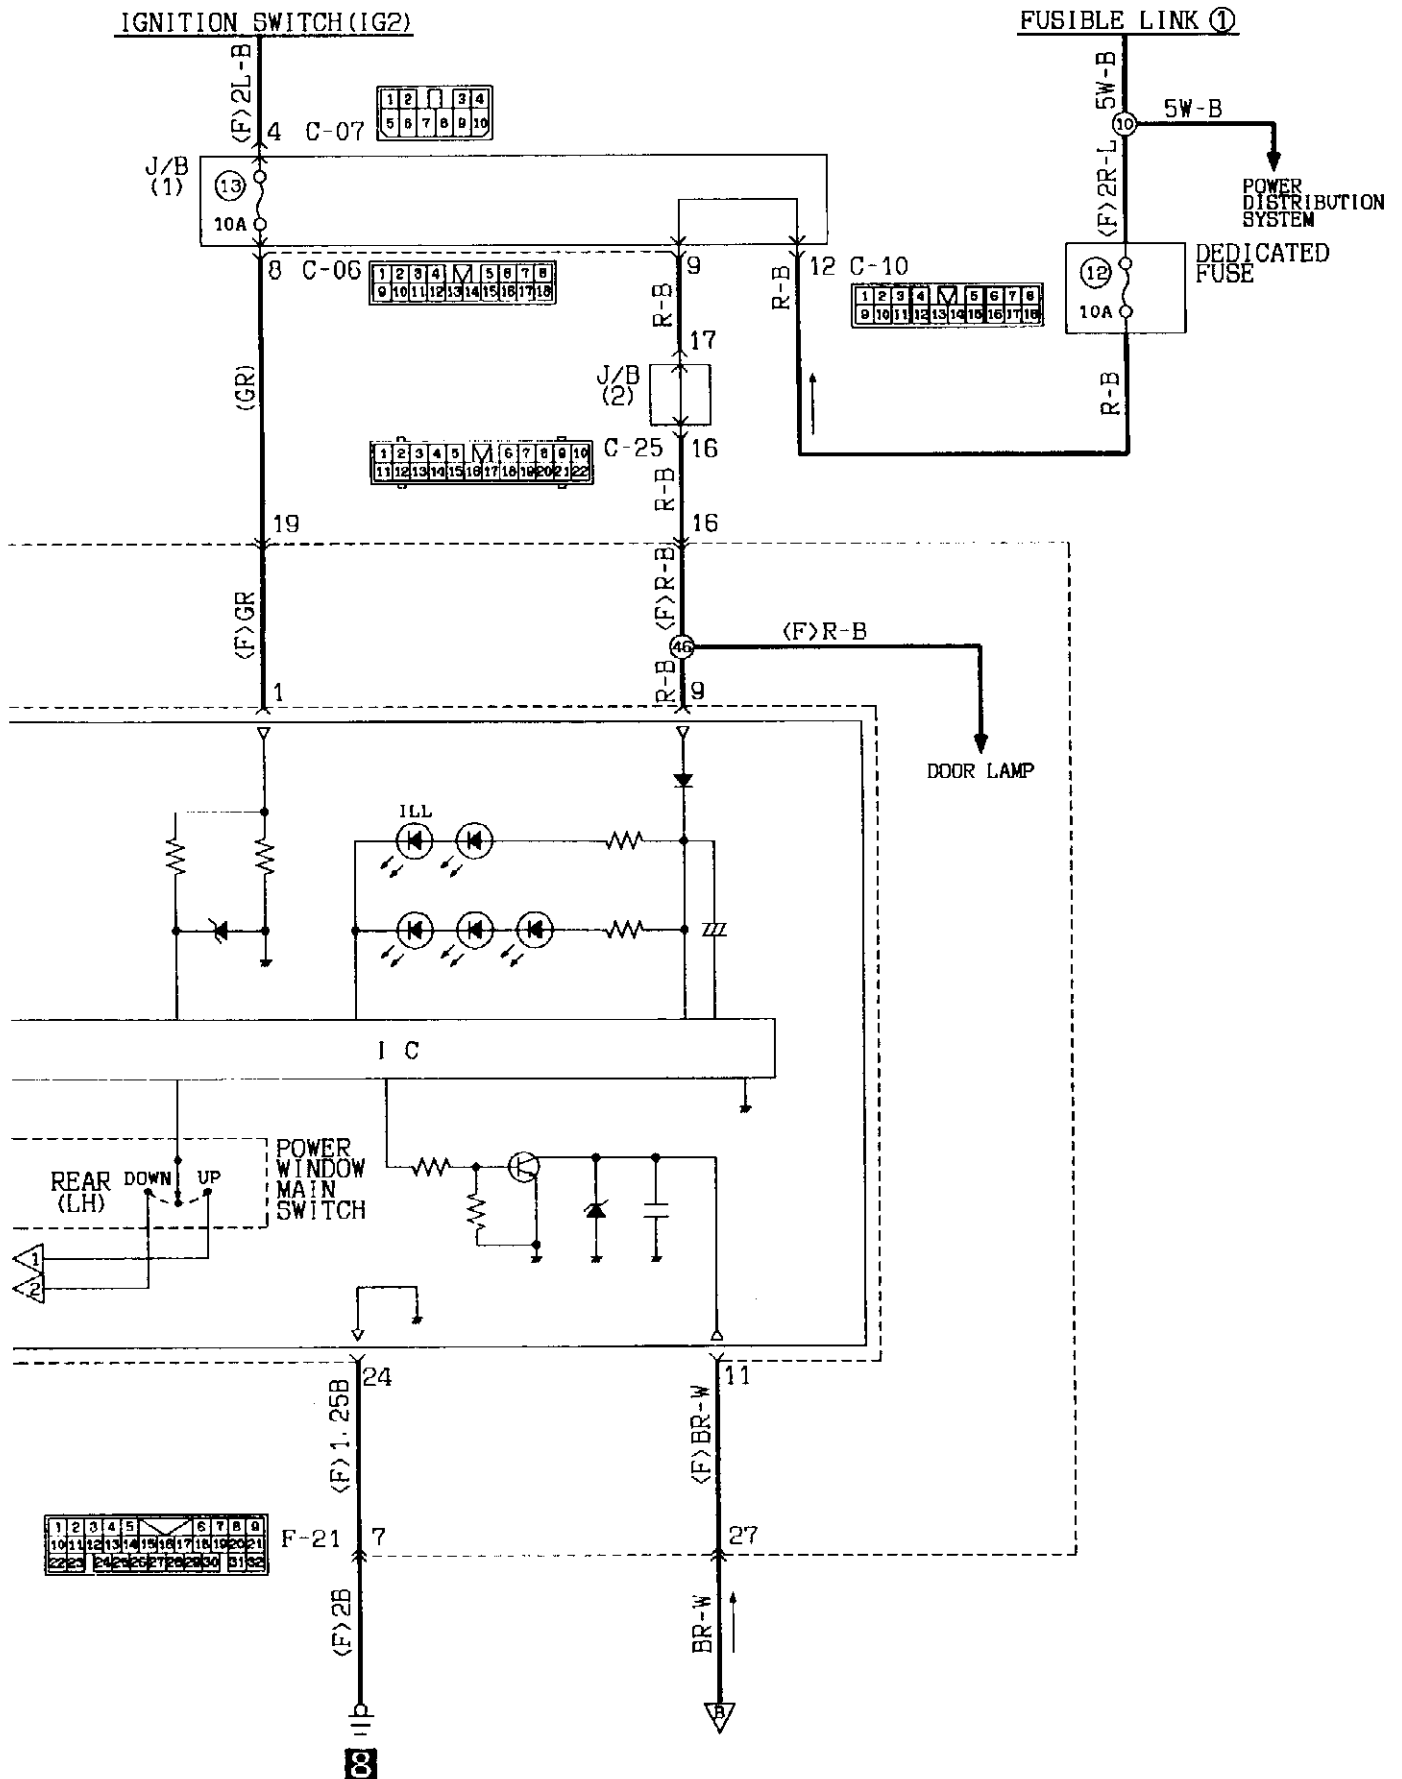 IGNITION SWITCH(IG2)
FUSIBLE LINK ①
(F)2L-B
5W-B
5W-B
10
4
C-07
1 2 3 4
5 6 7 8 9 10
J/B
(1)
13
10A
(F)2R-L
POWER
DISTRIBUTION
SYSTEM
8
C-06
1 2 3 4 5 6 7 8
9 10 11 12 13 14 15 16 17 18
9
R-B
12
C-10
1 2 3 4 5 6 7 8
9 10 11 12 13 14 15 16 17 18
R-B
12
10A
DEDICATED
FUSE
(GR)
17
J/B
(2)
R-B
1 2 3 4 5 6 7 8 9 10
11 12 13 14 15 16 17 18 19 20 21 22
C-25
16
R-B
19
16
(F)GR
(F)R-B
46
(F)R-B
1
R-B
9
DOOR LAMP
ILL
I C
REAR
(LH)
DOWN
UP
POWER
WINDOW
MAIN
SWITCH
1
2
24
11
(F)1.25B
(F)BR-W
1 2 3 4 5 6 7 8 9
10 11 12 13 14 15 16 17 18 19 20 21
22 23 24 25 26 27 28 29 30 31 32
F-21
7
27
(F)2B
BR-W
B
8